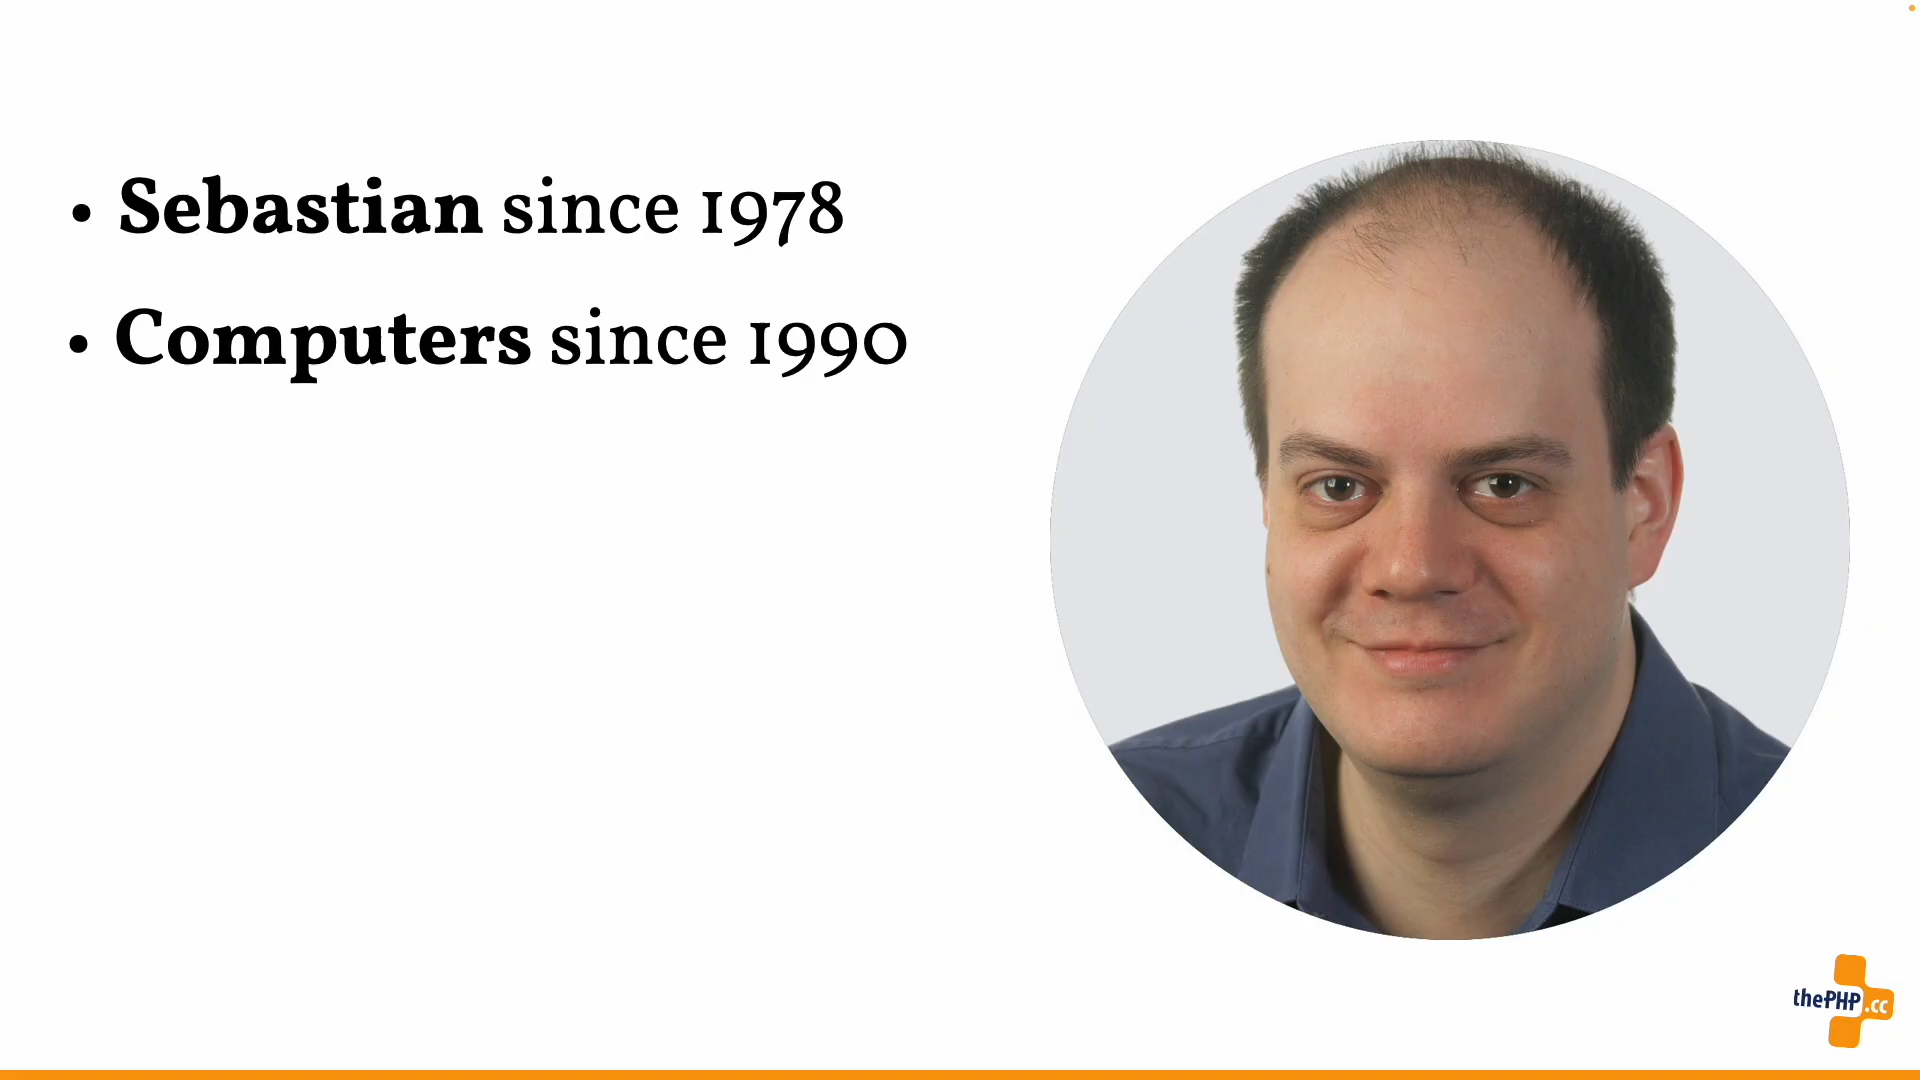 • Sebastian since 1978
• Computers since 1990
thePHP.cc